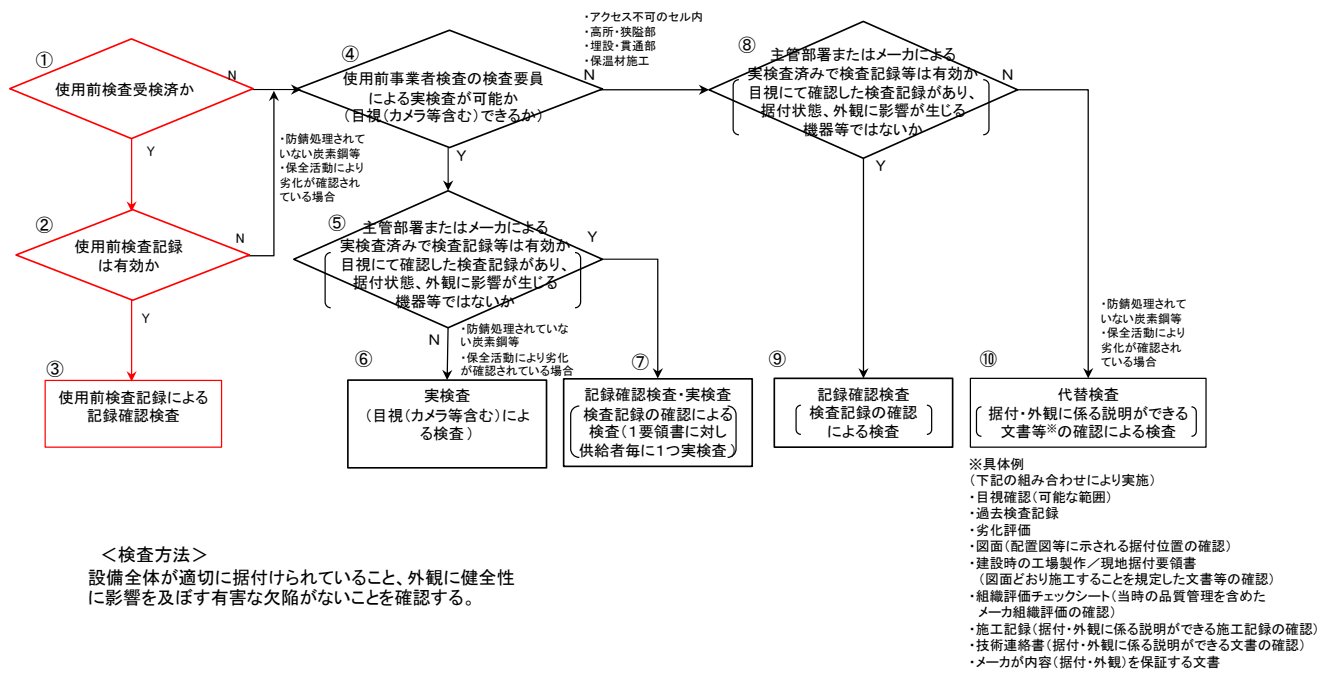 ①
使用前検査受検済か
N
Y
②
使用前検査記録
は有効か
N
Y
・防錆処理されて
いない炭素鋼等
・保全活動により
劣化が確認され
ている場合
③
使用前検査記録による
記録確認検査
④
使用前事業者検査の検査要員
による実検査が可能か
(目視(カメラ等含む)できるか)
・アクセス不可のセル内
・高所・狭隘部
・埋設・貫通部
・保温材施工
N
Y
⑤
主管部署またはメーカによる
実検査済みで検査記録等は有効か
目視にて確認した検査記録があり、
据付状態、外観に影響が生じる
機器等ではないか
Y
N
・防錆処理されていな
い炭素鋼等
・保全活動により劣化
が確認されている場合
⑥
実検査
(目視(カメラ等含む)によ
る検査)
⑦
記録確認検査・実検査
検査記録の確認による
検査(1要領書に対し
供給者毎に1つ実検査)
⑧
主管部署またはメーカによる
実検査済みで検査記録等は有効か
目視にて確認した検査記録があり、
据付状態、外観に影響が生じる
機器等ではないか
N
Y
⑨
記録確認検査
検査記録の確認
による検査
・防錆処理されて
いない炭素鋼等
・保全活動により
劣化が確認され
ている場合
⑩
代替検査
据付・外観に係る説明ができる
文書等※の確認による検査
※具体例
(下記の組み合わせにより実施)
・目視確認(可能な範囲)
・過去検査記録
・劣化評価
・図面(配置図等に示される据付位置の確認)
・建設時の工場製作/現地据付要領書
(図面どおり施工することを規定した文書等の確認)
・組織評価チェックシート(当時の品質管理を含めた
メーカ組織評価の確認)
・施工記録(据付・外観に係る説明ができる施工記録の確認)
・技術連絡書(据付・外観に係る説明ができる文書の確認)
・メーカが内容(据付・外観)を保証する文書
<検査方法>
設備全体が適切に据付けられていること、外観に健全性
に影響を及ぼす有害な欠陥がないことを確認する。